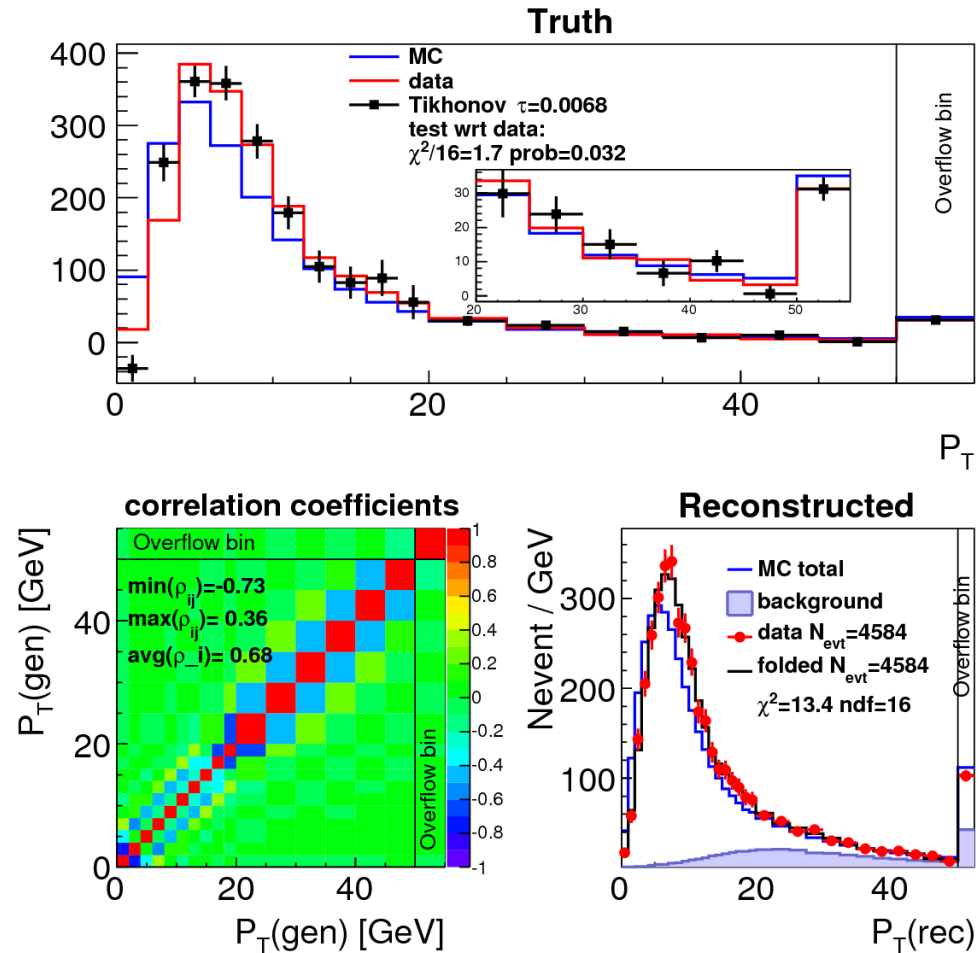 Truth
400
300
200
100
0
MC
data
Tikhonov τ=0.0068
test wrt data:
χ²/16=1.7 prob=0.032
30
20
10
0
20 30 40 50
Overflow bin
0 20 40
P_T
correlation coefficients
P_T(gen) [GeV]
40
20
0
Overflow bin
min(ρ_ij)=-0.73
max(ρ_ij)= 0.36
avg(ρ_i)= 0.68
Overflow bin
1
0.8
0.6
0.4
0.2
0
-0.2
-0.4
-0.6
-0.8
-1
0 20 40
P_T(gen) [GeV]
Reconstructed
Nevent / GeV
300
200
100
MC total
background
data N_evt=4584
folded N_evt=4584
χ²=13.4 ndf=16
Overflow bin
0 20 40
P_T(rec)